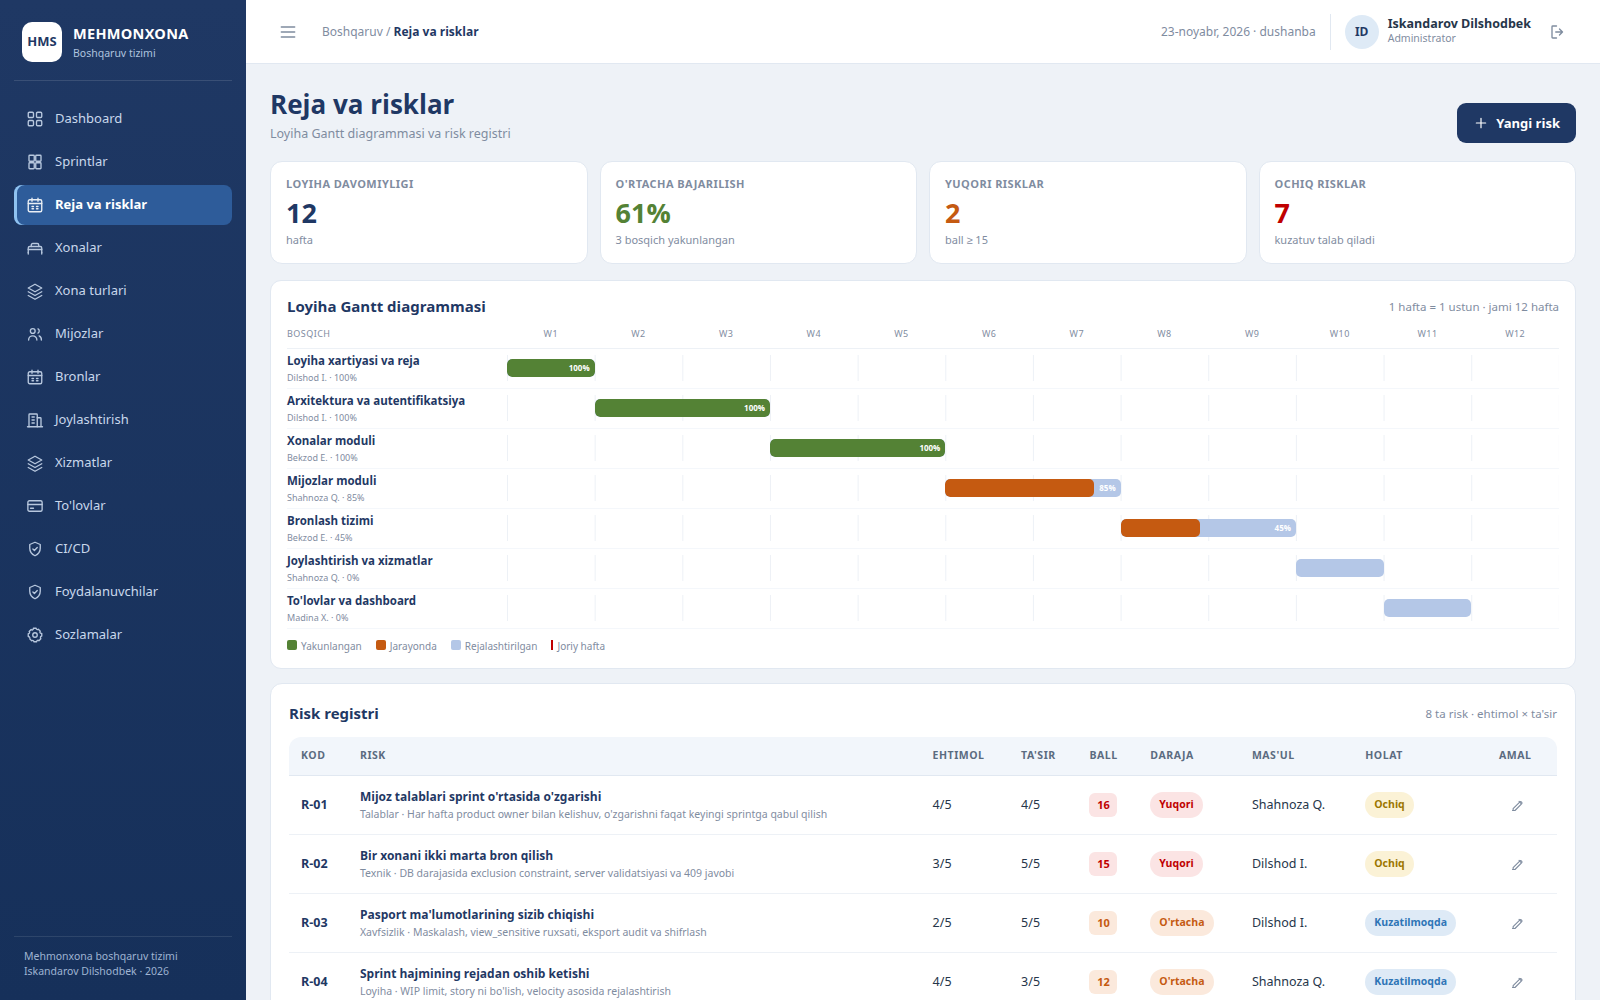 HMS
MEHMONXONA
Boshqaruv tizimi
Dashboard
Sprintlar
Reja va risklar
Xonalar
Xona turlari
Mijozlar
Bronlar
Joylashtirish
Xizmatlar
To'lovlar
CI/CD
Foydalanuvchilar
Sozlamalar
Mehmonxona boshqaruv tizimi
Iskandarov Dilshodbek · 2026
Boshqaruv / Reja va risklar
23-noyabr, 2026 · dushanba
ID
Iskandarov Dilshodbek
Administrator
Reja va risklar
Loyiha Gantt diagrammasi va risk registri
+ Yangi risk
LOYIHA DAVOMIYLIGI
12
hafta
O'RTACHA BAJARILISH
61%
3 bosqich yakunlangan
YUQORI RISKLAR
2
ball ≥ 15
OCHIQ RISKLAR
7
kuzatuv talab qiladi
Loyiha Gantt diagrammasi
1 hafta = 1 ustun · jami 12 hafta
BOSQICH W1 W2 W3 W4 W5 W6 W7 W8 W9 W10 W11 W12
Loyiha xartiyasi va reja
Dilshod I. · 100%
100%
Arxitektura va autentifikatsiya
Dilshod I. · 100%
100%
Xonalar moduli
Bekzod E. · 100%
100%
Mijozlar moduli
Shahnoza Q. · 85%
85%
Bronlash tizimi
Bekzod E. · 45%
45%
Joylashtirish va xizmatlar
Shahnoza Q. · 0%
To'lovlar va dashboard
Madina X. · 0%
Yakunlangan Jarayonda Rejalashtirilgan Joriy hafta
Risk registri
8 ta risk · ehtimol × ta'sir
KOD RISK EHTIMOL TA'SIR BALL DARAJA MAS'UL HOLAT AMAL
R-01 Mijoz talablari sprint o'rtasida o'zgarishi 4/5 4/5 16 Yuqori Shahnoza Q. Ochiq
Talablar · Har hafta product owner bilan kelishuv, o'zgarishni faqat keyingi sprintga qabul qilish
R-02 Bir xonani ikki marta bron qilish 3/5 5/5 15 Yuqori Dilshod I. Ochiq
Texnik · DB darajasida exclusion constraint, server validatsiyasi va 409 javobi
R-03 Pasport ma'lumotlarining sizib chiqishi 2/5 5/5 10 O'rtacha Dilshod I. Kuzatilmoqda
Xavfsizlik · Maskalash, view_sensitive ruxsati, eksport audit va shifrlash
R-04 Sprint hajmining rejadan oshib ketishi 4/5 3/5 12 O'rtacha Shahnoza Q. Kuzatilmoqda
Loyiha · WIP limit, story ni bo'lish, velocity asosida rejalashtirish